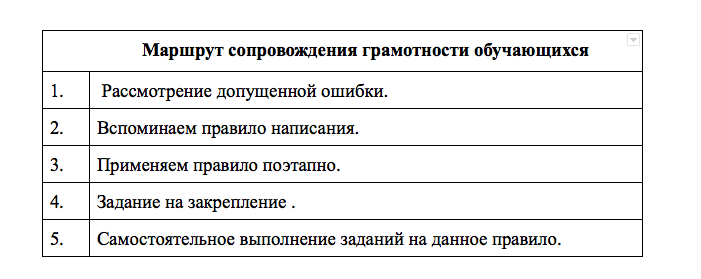 Маршрут сопровождения грамотности обучающихся
1. Рассмотрение допущенной ошибки.
2. Вспоминаем правило написания.
3. Применяем правило поэтапно.
4. Задание на закрепление .
5. Самостоятельное выполнение заданий на данное правило.